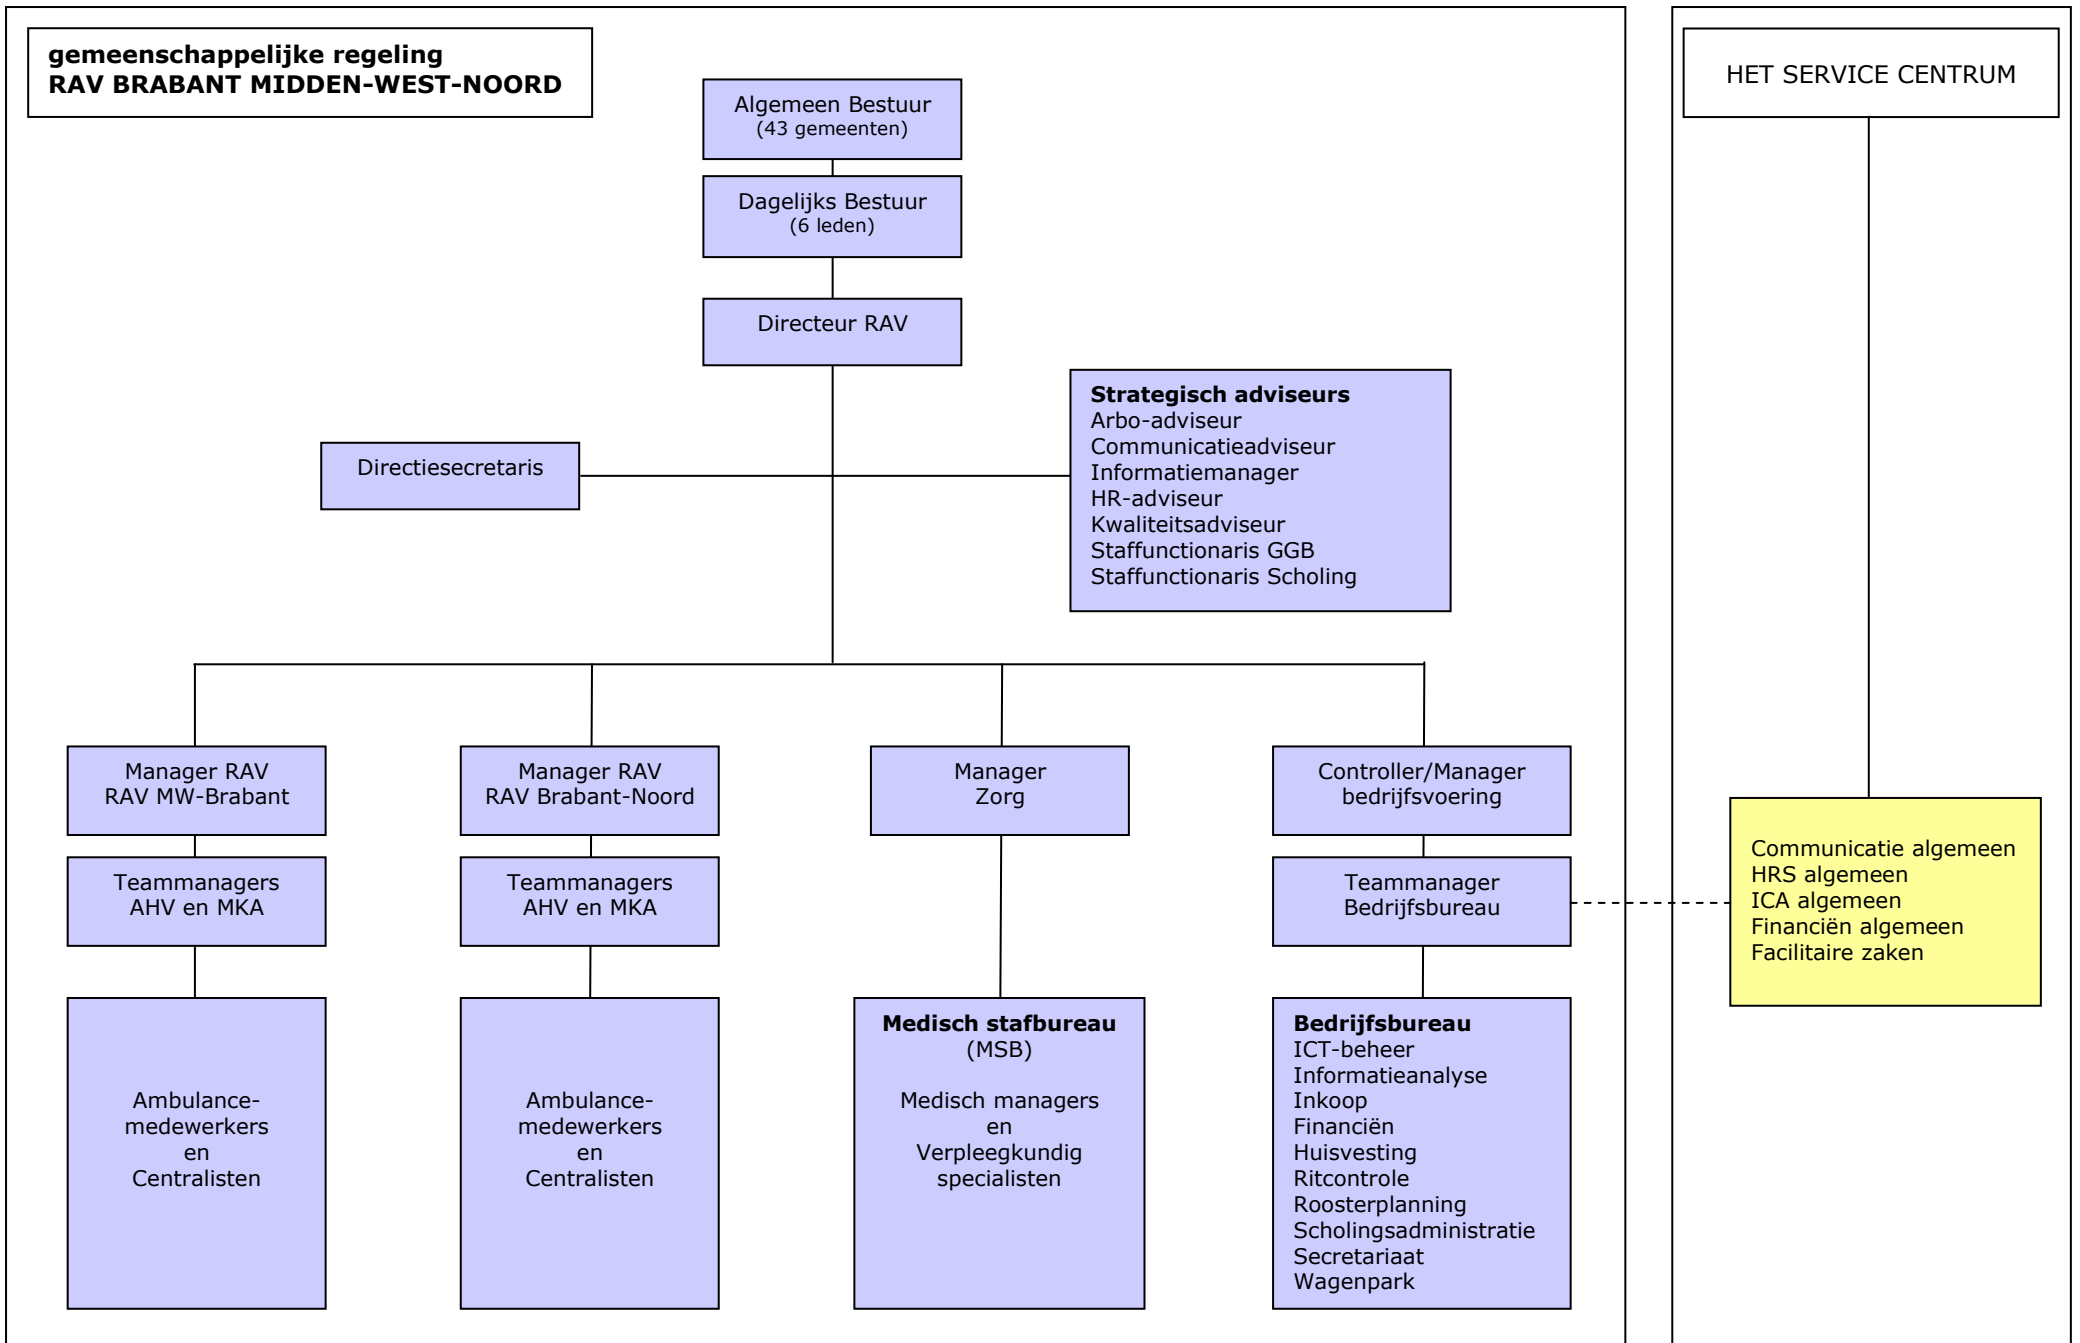 gemeenschappelijke regeling
RAV BRABANT MIDDEN-WEST-NOORD
HET SERVICE CENTRUM
Algemeen Bestuur
(43 gemeenten)
Dagelijks Bestuur
(6 leden)
Directeur RAV
Strategisch adviseurs
Arbo-adviseur
Communicatieadviseur
Informatiemanager
HR-adviseur
Kwaliteitsadviseur
Staffunctionaris GGB
Staffunctionaris Scholing
Directiesecretaris
Manager RAV
RAV MW-Brabant
Manager RAV
RAV Brabant-Noord
Manager
Zorg
Controller/Manager
bedrijfsvoering
Teammanagers
AHV en MKA
Teammanagers
AHV en MKA
Teammanager
Bedrijfsbureau
Communicatie algemeen
HRS algemeen
ICA algemeen
Financiën algemeen
Facilitaire zaken
Ambulance-
medewerkers
en
Centralisten
Ambulance-
medewerkers
en
Centralisten
Medisch stafbureau
(MSB)
Medisch managers
en
Verpleegkundig
specialisten
Bedrijfsbureau
ICT-beheer
Informatieanalyse
Inkoop
Financiën
Huisvesting
Ritcontrole
Roosterplanning
Scholingsadministratie
Secretariaat
Wagenpark